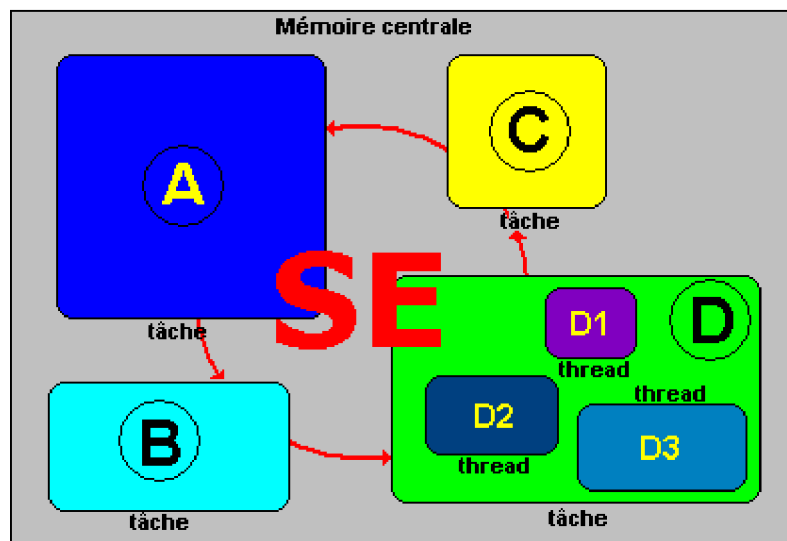 Mémoire centrale
A
C
tâche
SE
tâche
D1
D
thread
thread
D2
D3
thread
B
tâche
tâche